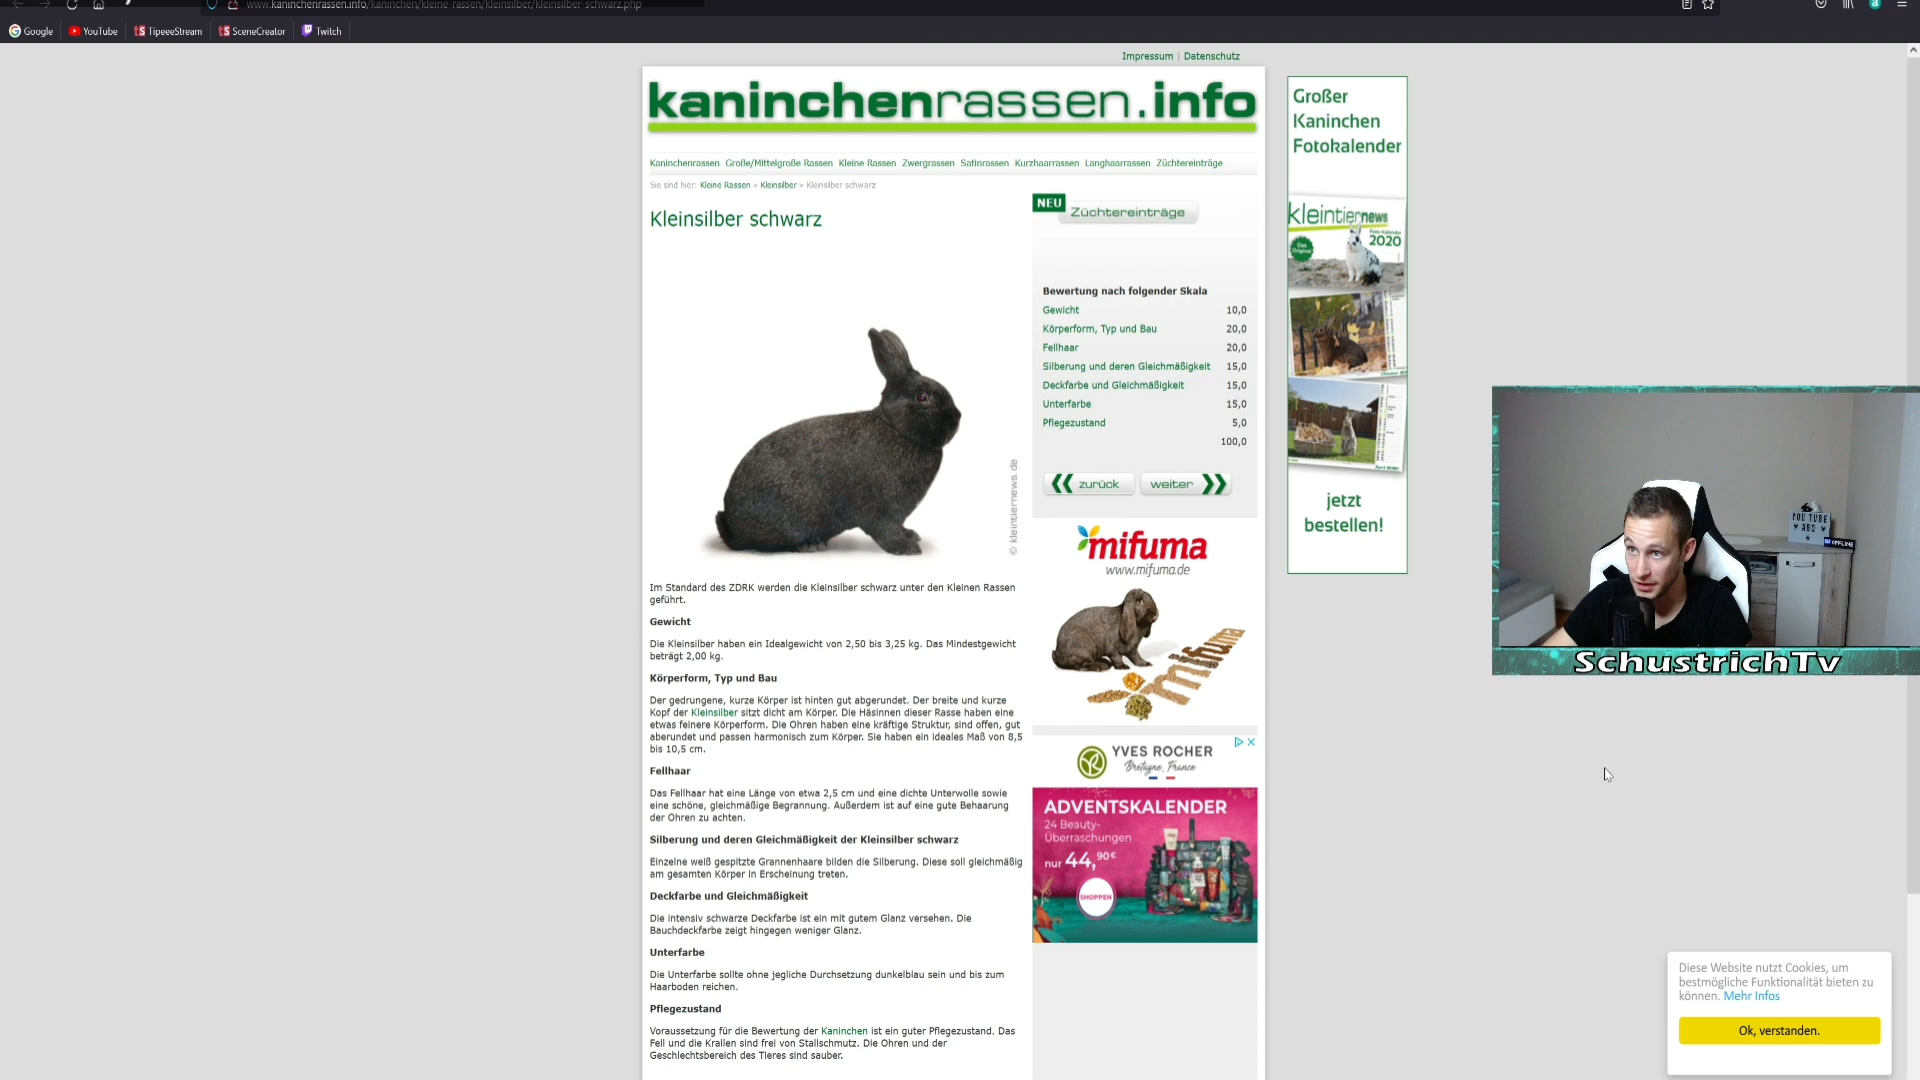 www.kaninchenrassen.info/kaninchen/kleine-rassen/kleinsilber/kleinsilber-schwarz.php
Google YouTube TipeeeStream SceneCreator Twitch
Impressum | Datenschutz
kaninchenrassen.info
Kaninchenrassen Große/Mittelgroße Rassen Kleine Rassen Zwergrassen Satinrassen Kurzhaarrassen Langhaarrassen Züchtereinträge
Sie sind hier: Kleine Rassen » Kleinsilber » Kleinsilber schwarz
Kleinsilber schwarz
© kleintiernews.de
Im Standard des ZDRK werden die Kleinsilber schwarz unter den Kleinen Rassen
geführt.
Gewicht
Die Kleinsilber haben ein Idealgewicht von 2,50 bis 3,25 kg. Das Mindestgewicht
beträgt 2,00 kg.
Körperform, Typ und Bau
Der gedrungene, kurze Körper ist hinten gut abgerundet. Der breite und kurze
Kopf der Kleinsilber sitzt dicht am Körper. Die Häsinnen dieser Rasse haben eine
etwas feinere Körperform. Die Ohren haben eine kräftige Struktur, sind offen, gut
aberundet und passen harmonisch zum Körper. Sie haben ein ideales Maß von 8,5
bis 10,5 cm.
Fellhaar
Das Fellhaar hat eine Länge von etwa 2,5 cm und eine dichte Unterwolle sowie
eine schöne, gleichmäßige Begrannung. Außerdem ist auf eine gute Behaarung
der Ohren zu achten.
Silberung und deren Gleichmäßigkeit der Kleinsilber schwarz
Einzelne weiß gespitzte Grannenhaare bilden die Silberung. Diese soll gleichmäßig
am gesamten Körper in Erscheinung treten.
Deckfarbe und Gleichmäßigkeit
Die intensiv schwarze Deckfarbe ist ein mit gutem Glanz versehen. Die
Bauchdeckfarbe zeigt hingegen weniger Glanz.
Unterfarbe
Die Unterfarbe sollte ohne jegliche Durchsetzung dunkelblau sein und bis zum
Haarboden reichen.
Pflegezustand
Voraussetzung für die Bewertung der Kaninchen ist ein guter Pflegezustand. Das
Fell und die Krallen sind frei von Stallschmutz. Die Ohren und der
Geschlechtsbereich des Tieres sind sauber.
NEU Züchtereinträge
Bewertung nach folgender Skala
Gewicht 10,0
Körperform, Typ und Bau 20,0
Fellhaar 20,0
Silberung und deren Gleichmäßigkeit 15,0
Deckfarbe und Gleichmäßigkeit 15,0
Unterfarbe 15,0
Pflegezustand 5,0
100,0
zurück weiter
mifuma
www.mifuma.de
mifuma
YVES ROCHER
Bretagne, France
ADVENTSKALENDER
24 Beauty-
Überraschungen
nur 44,90€
SHOPPEN
Großer
Kaninchen
Fotokalender
kleintiernews
2020
Das
Original
jetzt
bestellen!
YOU TUBE
ABO
OFFLINE
SchustrichTv
Diese Website nutzt Cookies, um
bestmögliche Funktionalität bieten zu
können. Mehr Infos
Ok, verstanden.